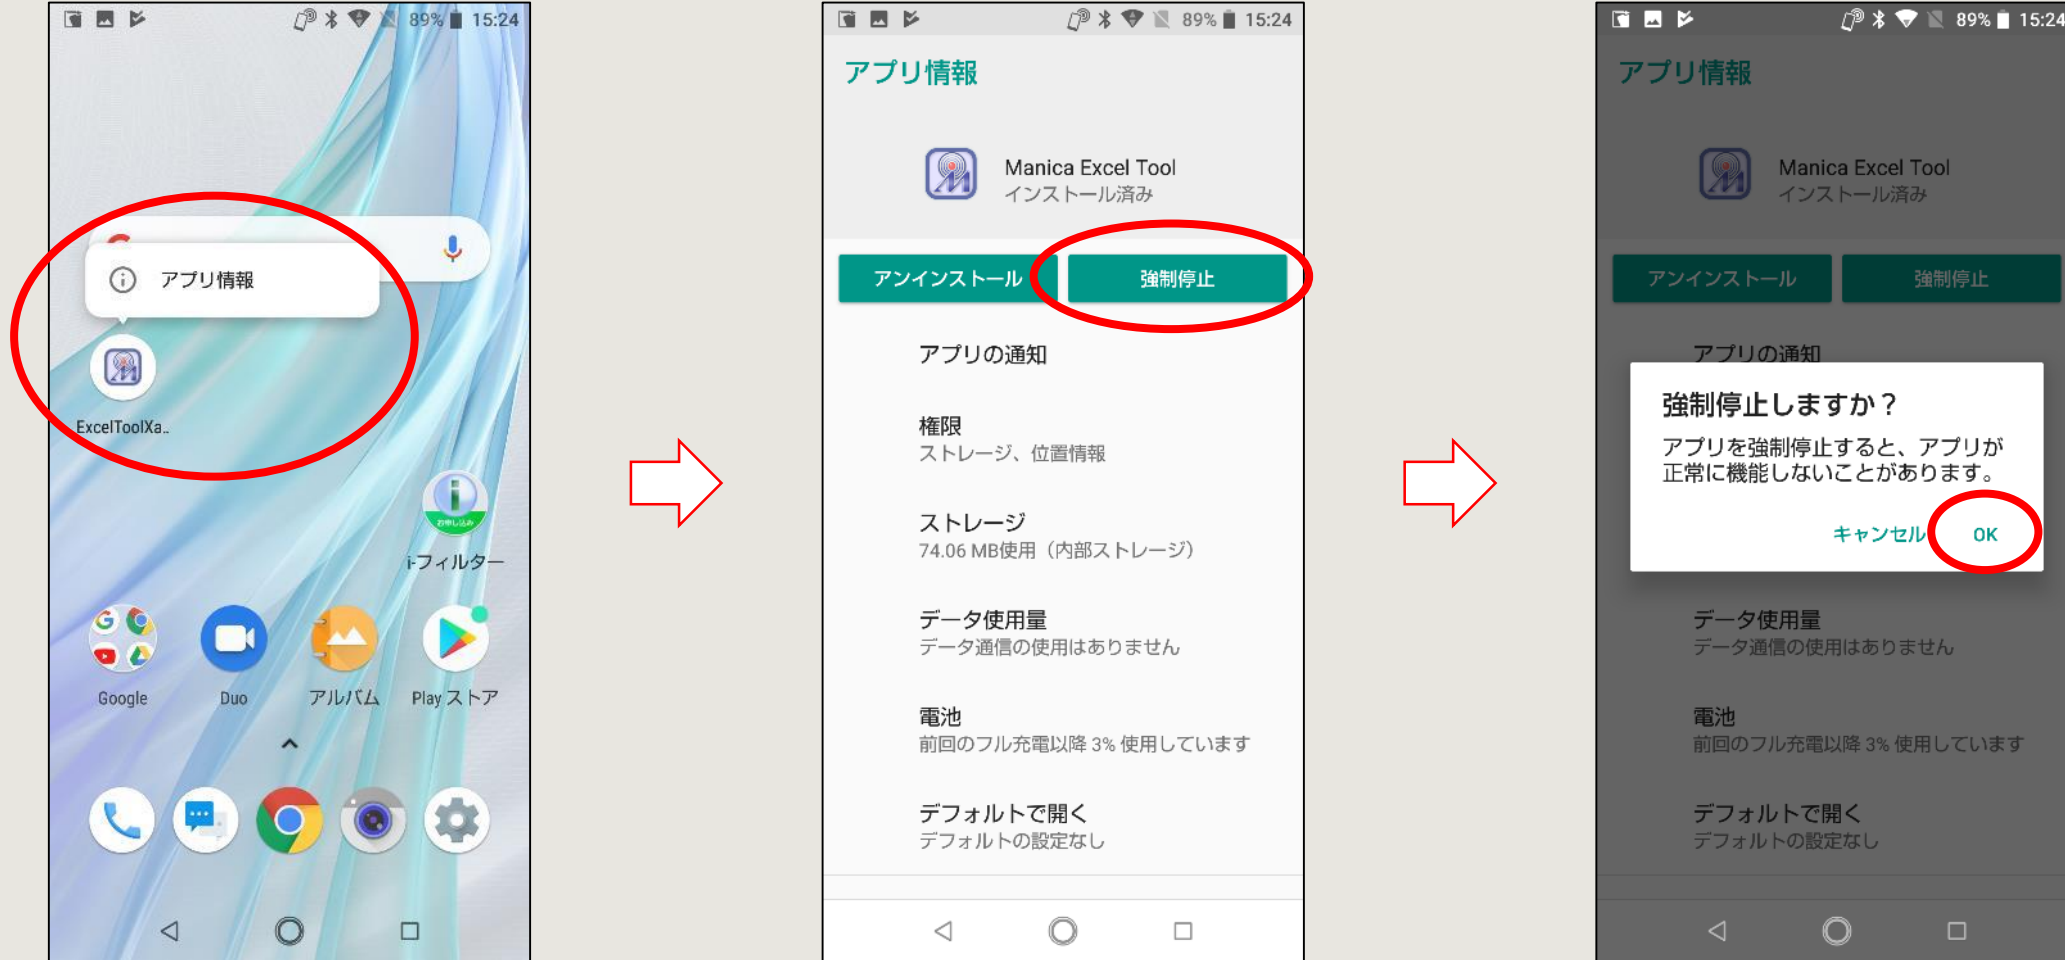 89% 15:24
アプリ情報
ExcelToolXa..
お申し込み
i-フィルター
Google
Duo
アルバム
Play ストア
89% 15:24
アプリ情報
Manica Excel Tool
インストール済み
アンインストール
強制停止
アプリの通知
権限
ストレージ、位置情報
ストレージ
74.06 MB使用（内部ストレージ）
データ使用量
データ通信の使用はありません
電池
前回のフル充電以降 3% 使用しています
デフォルトで開く
デフォルトの設定なし
89% 15:24
アプリ情報
Manica Excel Tool
インストール済み
アンインストール
強制停止
アプリの通知
強制停止しますか？
アプリを強制停止すると、アプリが
正常に機能しないことがあります。
キャンセル
OK
データ使用量
データ通信の使用はありません
電池
前回のフル充電以降 3% 使用しています
デフォルトで開く
デフォルトの設定なし